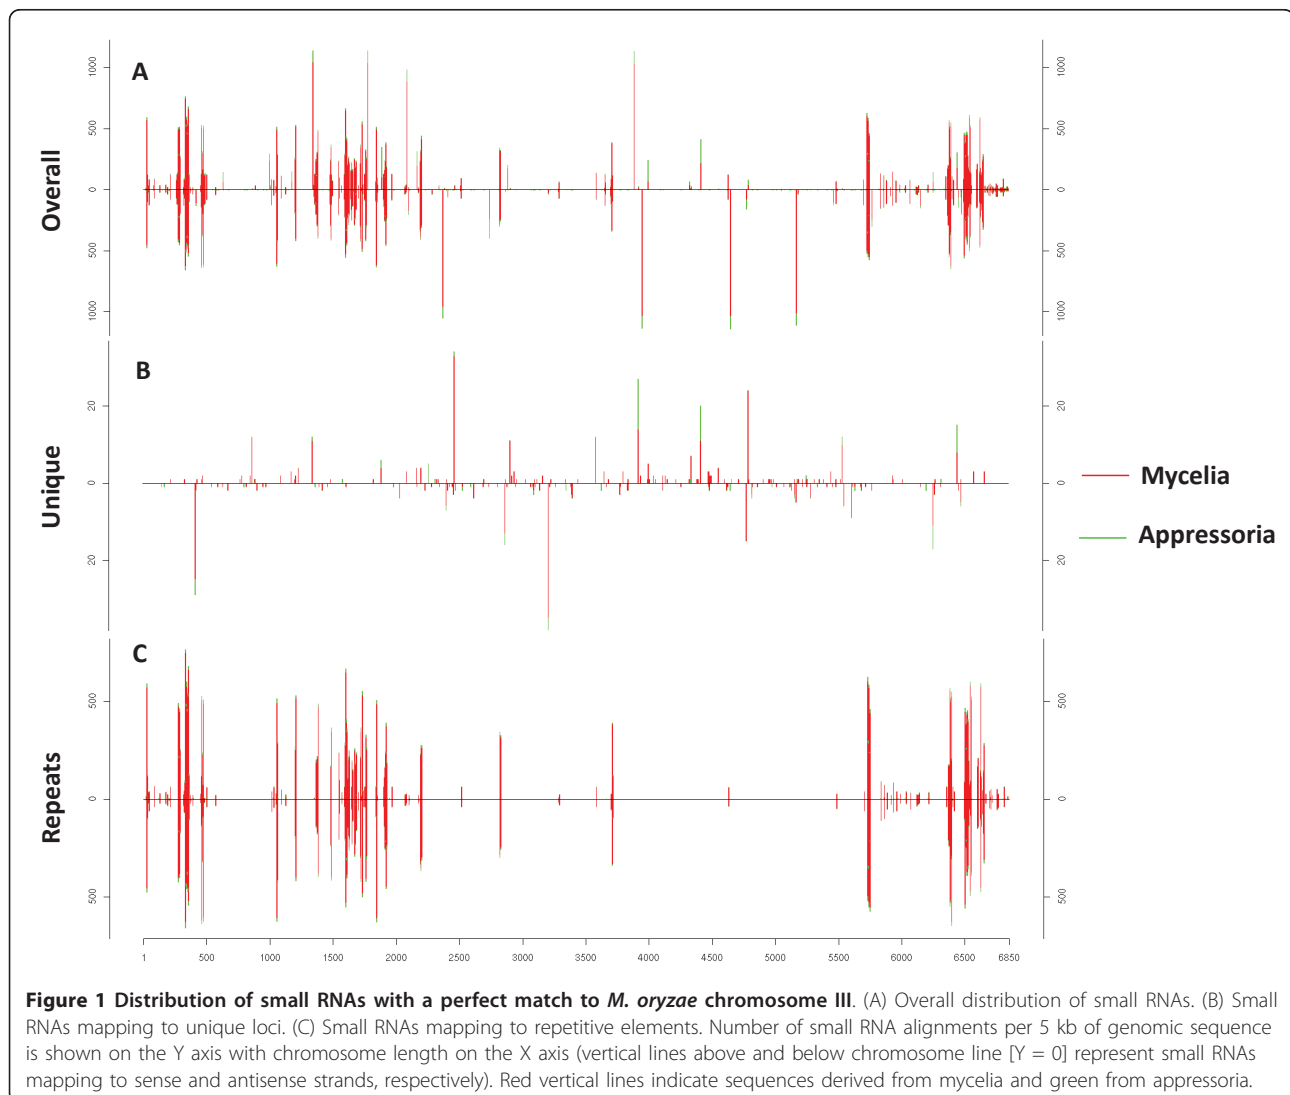 A
1000
500
0
500
1000
Overall
1000
500
0
500
1000
B
20
0
20
Unique
20
0
20
Mycelia
Appressoria
C
500
0
500
Repeats
500
0
500
1 500 1000 1500 2000 2500 3000 3500 4000 4500 5000 5500 6000 6500 6850
Figure 1 Distribution of small RNAs with a perfect match to M. oryzae chromosome III. (A) Overall distribution of small RNAs. (B) Small
RNAs mapping to unique loci. (C) Small RNAs mapping to repetitive elements. Number of small RNA alignments per 5 kb of genomic sequence
is shown on the Y axis with chromosome length on the X axis (vertical lines above and below chromosome line [Y = 0] represent small RNAs
mapping to sense and antisense strands, respectively). Red vertical lines indicate sequences derived from mycelia and green from appressoria.